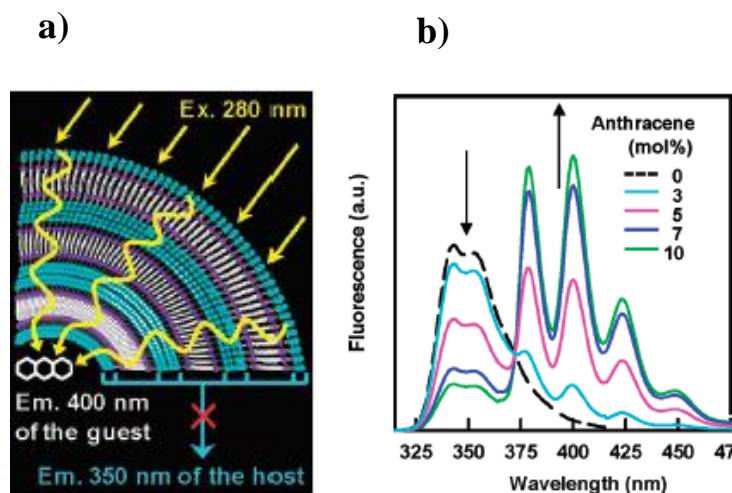 a)
b)
Ex. 280 nm
Em. 400 nm
of the guest
Em. 350 nm of the host
Fluorescence (a.u.)
Anthracene
(mol%)
0
3
5
7
10
325 350 375 400 425 450 47
Wavelength (nm)